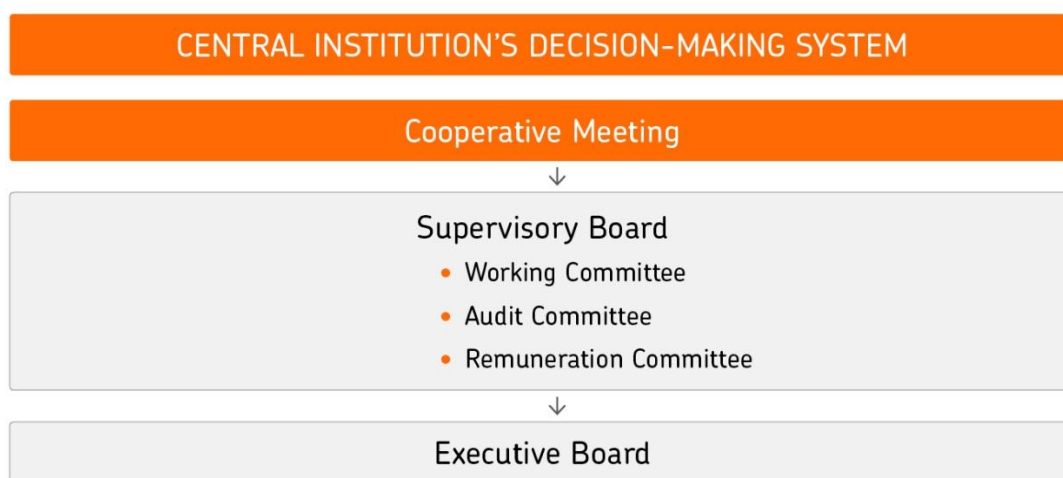 CENTRAL INSTITUTION’S DECISION-MAKING SYSTEM
Cooperative Meeting
↓
Supervisory Board
• Working Committee
• Audit Committee
• Remuneration Committee
↓
Executive Board